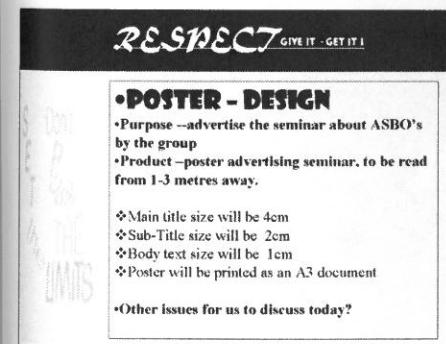 RESPECT GIVE IT - GET IT !
•POSTER – DESIGN
•Purpose --advertise the seminar about ASBO's
by the group
•Product –poster advertising seminar, to be read
from 1-3 metres away.
❖Main title size will be 4cm
❖Sub-Title size will be 2cm
❖Body text size will be 1cm
❖Poster will be printed as an A3 document
•Other issues for us to discuss today?
THE
LIMITS